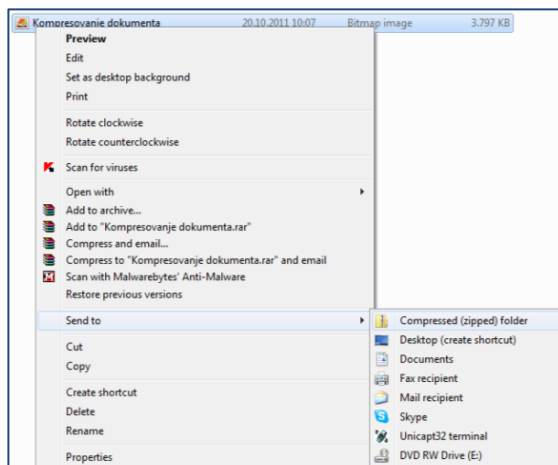 Kompresovanje dokumenta 20.10.2011 10:07 Bitmap image 3.797 KB
Preview
Edit
Set as desktop background
Print
Rotate clockwise
Rotate counterclockwise
Scan for viruses
Open with
Add to archive...
Add to "Kompresovanje dokumenta.rar"
Compress and email...
Compress to "Kompresovanje dokumenta.rar" and email
Scan with Malwarebytes' Anti-Malware
Restore previous versions
Send to
Cut
Copy
Create shortcut
Delete
Rename
Properties
Compressed (zipped) folder
Desktop (create shortcut)
Documents
Fax recipient
Mail recipient
Skype
Unicapt32 terminal
DVD RW Drive (E:)